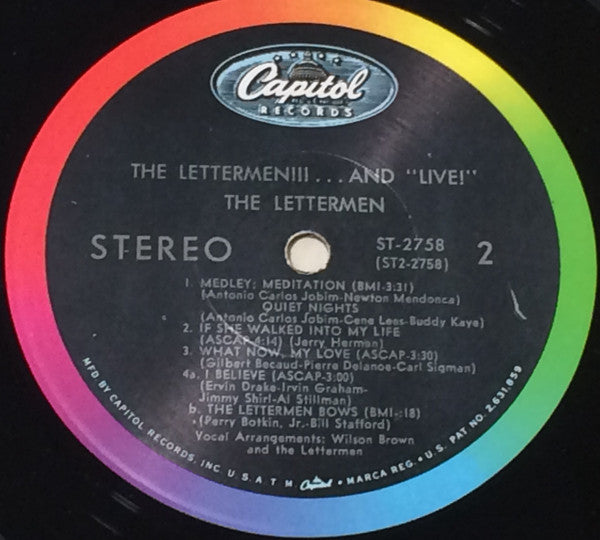 Capitol
RECORDS
THE LETTERMEN!!! ... AND "LIVE!"
THE LETTERMEN
STEREO
ST-2758
(ST2-2758)
2
1. MEDLEY: MEDITATION (BMI-3:31)
(Antonio Carlos Jobim-Newton Mendonca)
QUIET NIGHTS
(Antonio Carlos Jobim-Gene Lees-Buddy Kaye)
2. IF SHE WALKED INTO MY LIFE
(ASCAP-4:14) (Jerry Herman)
3. WHAT NOW, MY LOVE (ASCAP-3:30)
(Gilbert Becaud-Pierre Delanoe-Carl Sigman)
4a. I BELIEVE (ASCAP-3:00)
(Ervin Drake-Irvin Graham-
Jimmy Shirl-Al Stillman)
b. THE LETTERMEN BOWS (BMI-:18)
(Perry Botkin, Jr.-Bill Stafford)
Vocal Arrangements: Wilson Brown
and the Lettermen
MFD BY CAPITOL RECORDS, INC. U.S.A. T.M. Capitol • MARCA REG. • U.S. PAT NO. 2,631,859